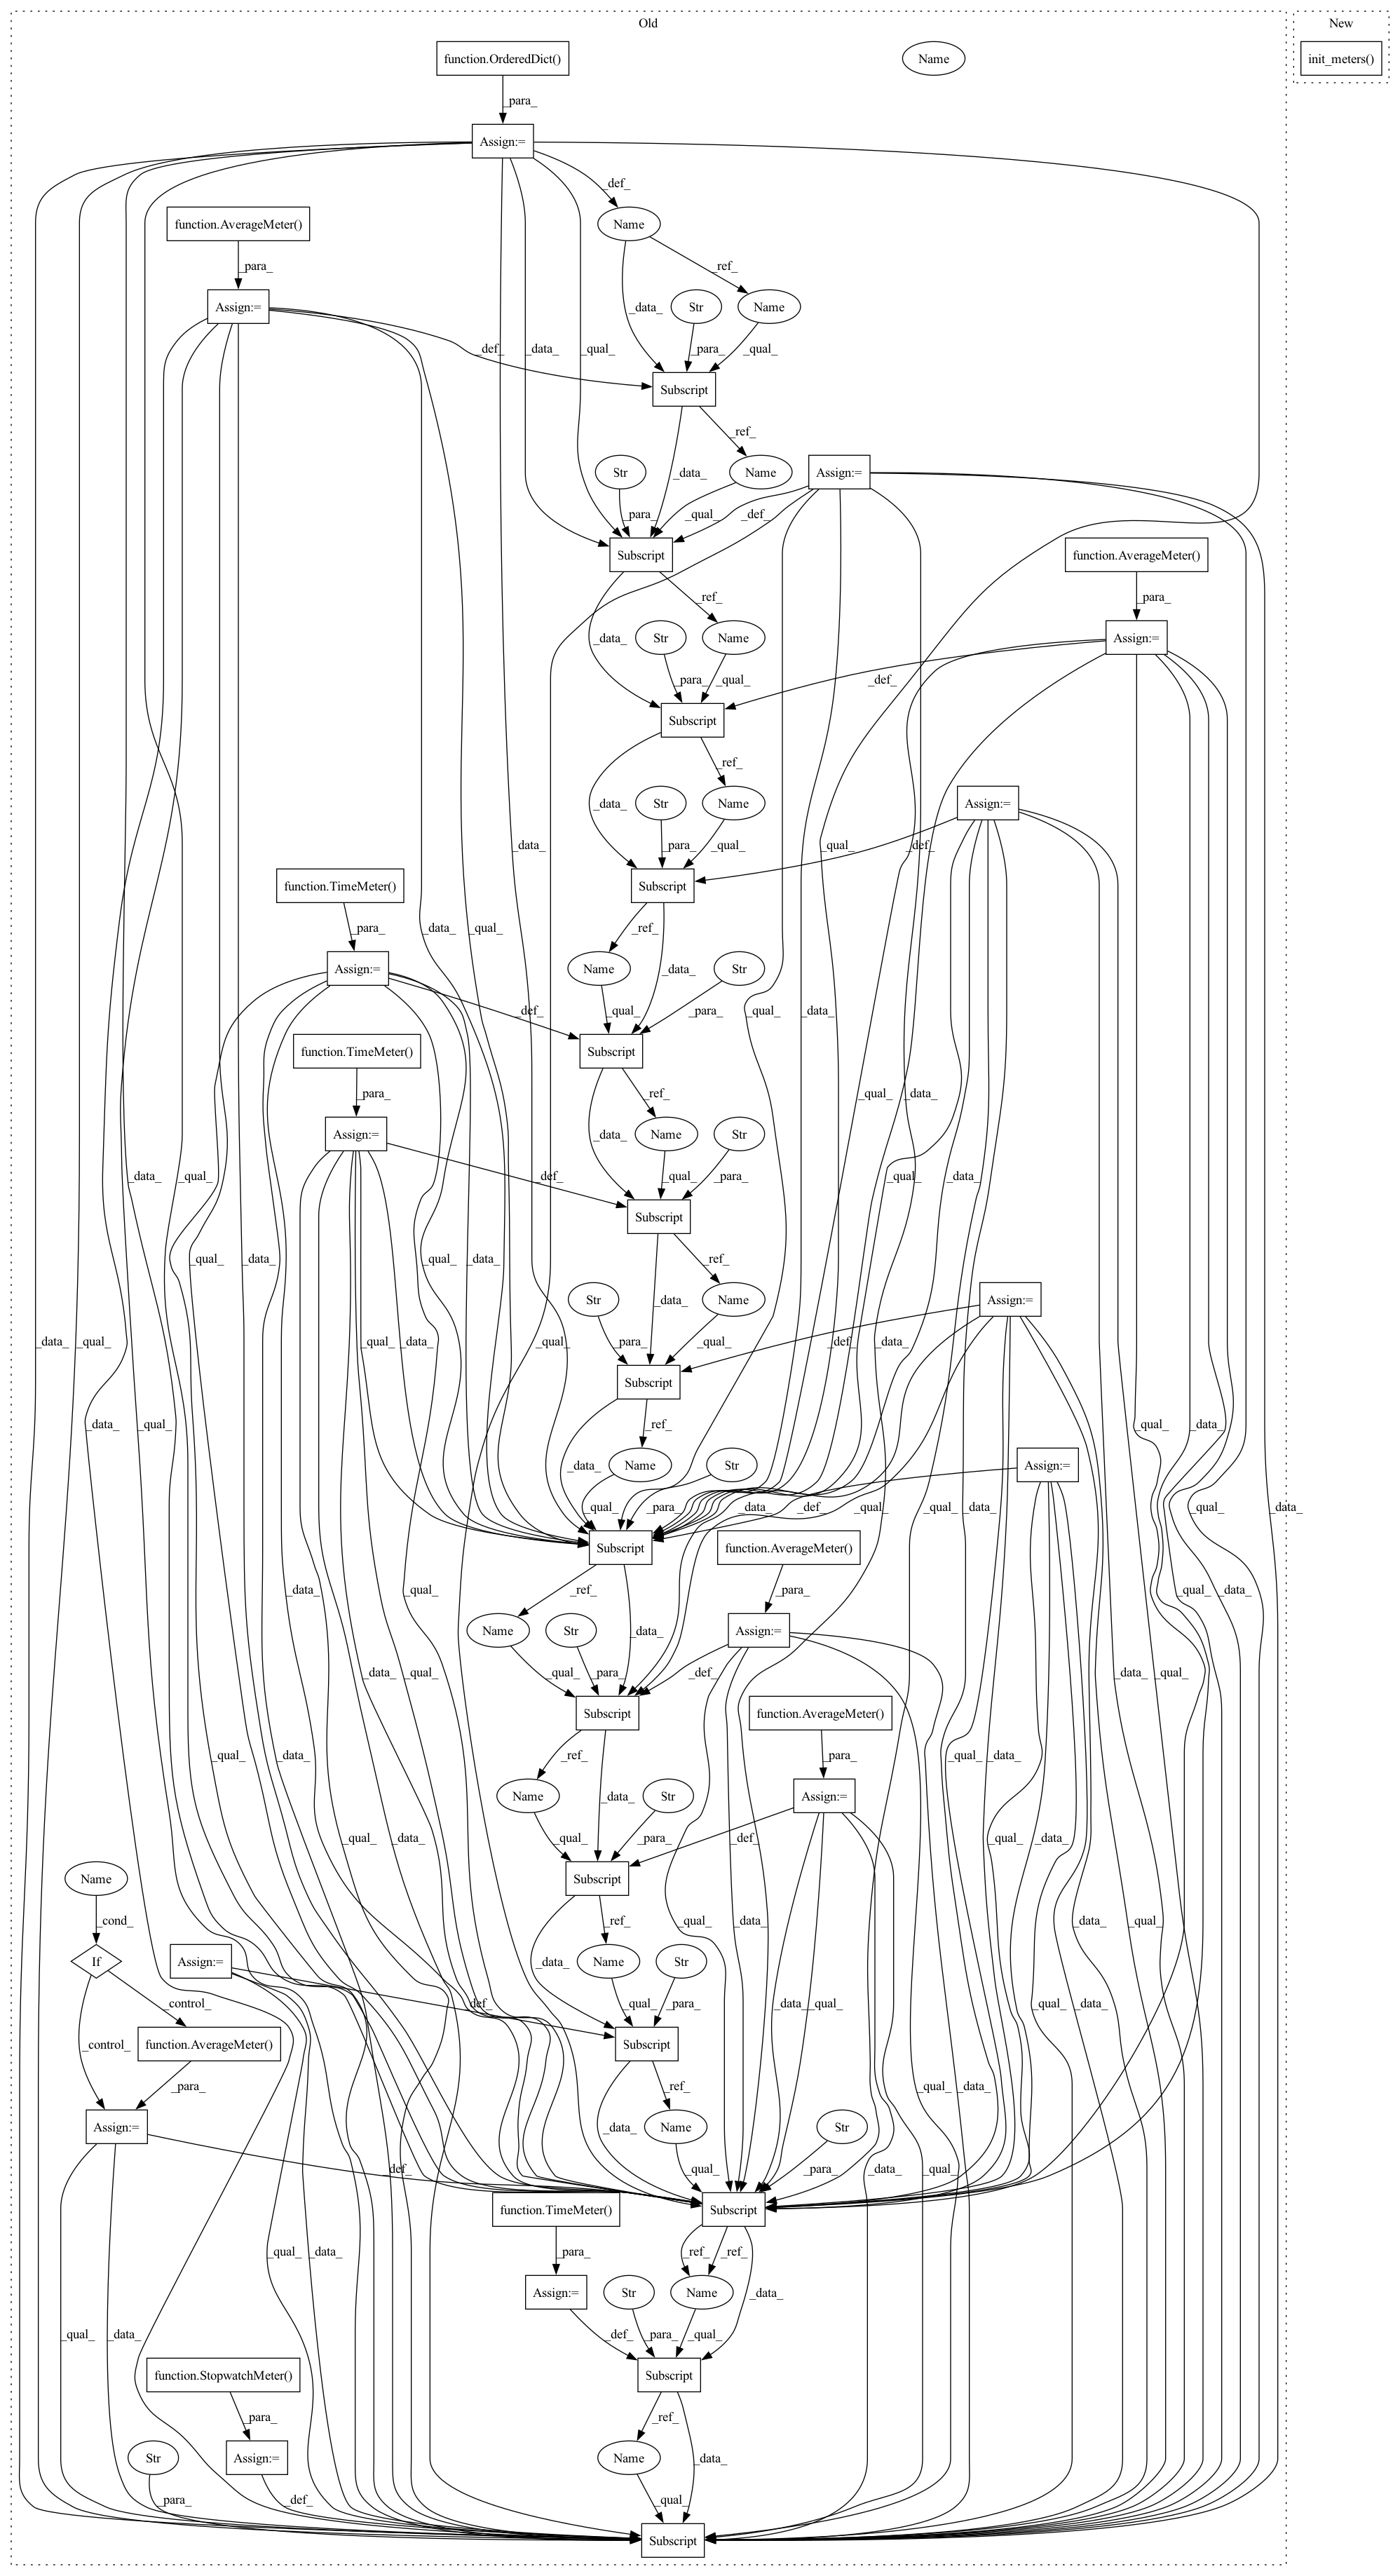 Old
New
function.OrderedDict()
Name
init_meters()
_para_
Assign:=
_def_
function.AverageMeter()
Name
_para_
_ref_
Assign:=
Str
Name
_data_
_def_
_data_
_qual_
_para_
_qual_
Subscript
_ref_
Str
Assign:=
Name
_data_
_para_
_qual_
_def_
Subscript
function.AverageMeter()
_ref_
_para_
Str
Name
Assign:=
_data_
_para_
_qual_
_def_
Subscript
_ref_
Str
Name
Assign:=
_data_
_data_
_para_
_qual_
_qual_
_def_
function.TimeMeter()
Subscript
_para_
_data_
_qual_
_ref_
Assign:=
Name
Str
_data_
_def_
_qual_
_para_
_qual_
_data_
function.TimeMeter()
Subscript
_para_
_ref_
_qual_
_data_
Assign:=
Name
Str
_data_
_def_
_qual_
_para_
_data_
_qual_
_qual_
_data_
Subscript
_qual_
_data_
_qual_
_data_
_ref_
Str
Name
Assign:=
_data_
_qual_
_qual_
_data_
_qual_
_para_
_data_
_qual_
_def_
Subscript
_data_
_qual_
_ref_
_qual_
_data_
Name
Str
Assign:=
_data_
_qual_
_para_
_data_
_def_
_qual_
_qual_
_data_
_qual_
_data_
Subscript
function.AverageMeter()
_data_
_qual_
_ref_
_para_
Name
Str
Assign:=
_data_
_qual_
_para_
_def_
_data_
_qual_
_data_
_qual_
_qual_
_data_
Subscript
function.AverageMeter()
_qual_
_data_
_ref_
_para_
_qual_
_data_
Name
Str
Assign:=
_data_
_qual_
_data_
_qual_
_para_
_def_
_qual_
_data_
_qual_
_data_
Name
Subscript
_cond_
_ref_
If
Assign:=
Name
Str
_data_
_control_
_def_
_qual_
_para_
_data_
_qual_
_control_
function.AverageMeter()
Subscript
_para_
_ref_
Assign:=
Name
Str
_data_
_def_
_qual_
_para_
_data_
_qual_
function.TimeMeter()
Subscript
_qual_
_data_
_para_
_ref_
_ref_
Assign:=
Str
Name
_data_
_qual_
_data_
_def_
_para_
_qual_
function.StopwatchMeter()
Subscript
_para_
_ref_
Str
Assign:=
Name
_data_
_para_
_def_
_qual_
Subscript